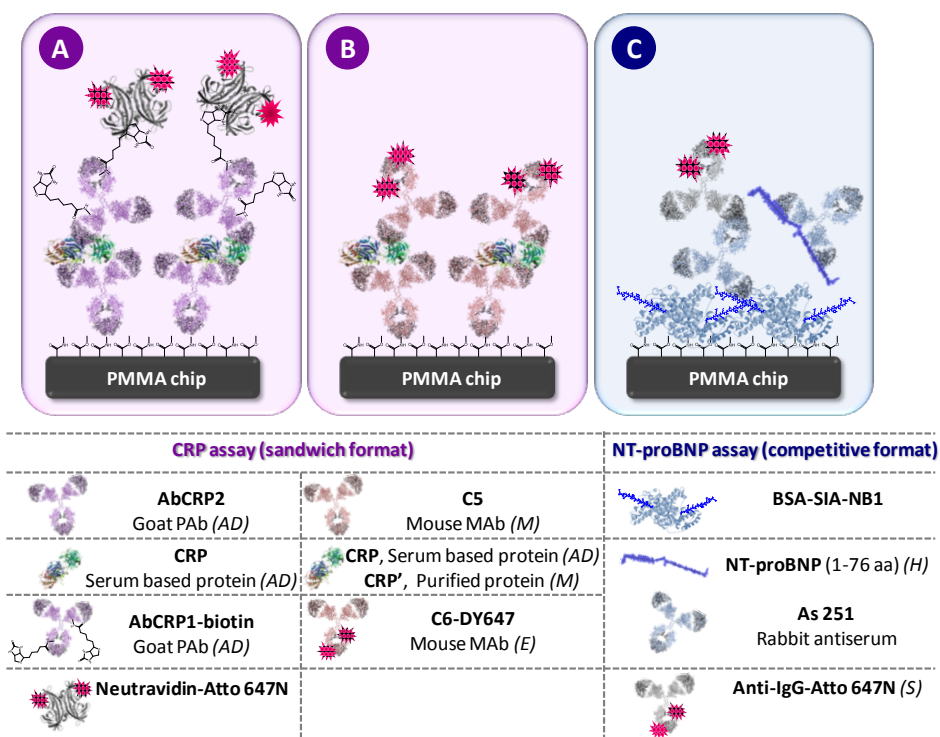 A
B
C
PMMA chip
PMMA chip
PMMA chip
CRP assay (sandwich format)
NT-proBNP assay (competitive format)
AbCRP2
Goat PAb (AD)
C5
Mouse MAb (M)
BSA-SIA-NB1
CRP
Serum based protein (AD)
CRP, Serum based protein (AD)
CRP’, Purified protein (M)
NT-proBNP (1-76 aa) (H)
AbCRP1-biotin
Goat PAb (AD)
C6-DY647
Mouse MAb (E)
As 251
Rabbit antiserum
Neutravidin-Atto 647N
Anti-IgG-Atto 647N (S)